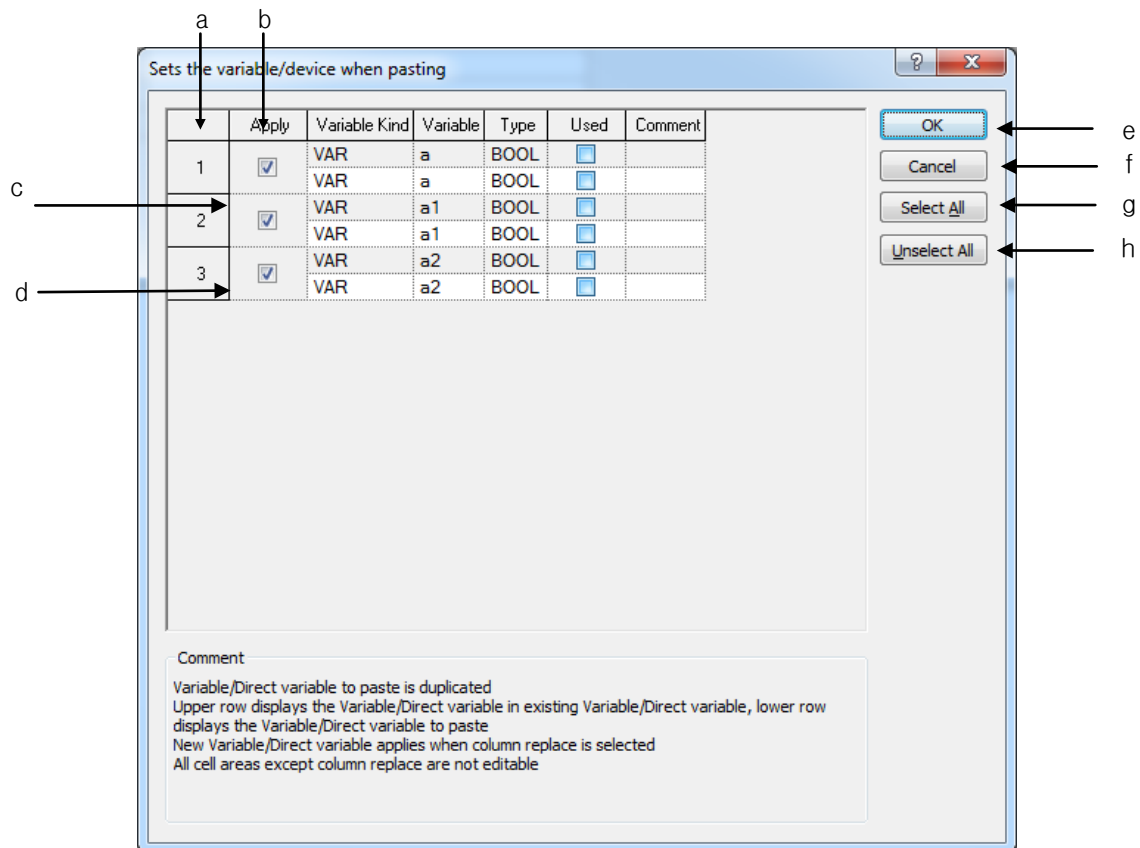 a b
Sets the variable/device when pasting
Apply Variable Kind Variable Type Used Comment
1 VAR a BOOL
VAR a BOOL
2 VAR a1 BOOL
VAR a1 BOOL
3 VAR a2 BOOL
VAR a2 BOOL
c
d
OK e
Cancel f
Select All g
Unselect All h
Comment
Variable/Direct variable to paste is duplicated
Upper row displays the Variable/Direct variable in existing Variable/Direct variable, lower row
displays the Variable/Direct variable to paste
New Variable/Direct variable applies when column replace is selected
All cell areas except column replace are not editable